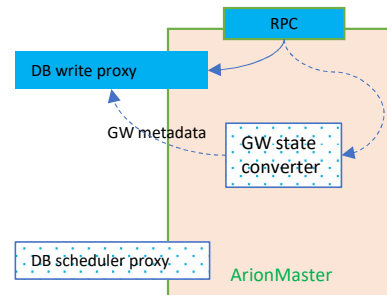 RPC
DB write proxy
GW metadata
GW state
converter
DB scheduler proxy
ArionMaster